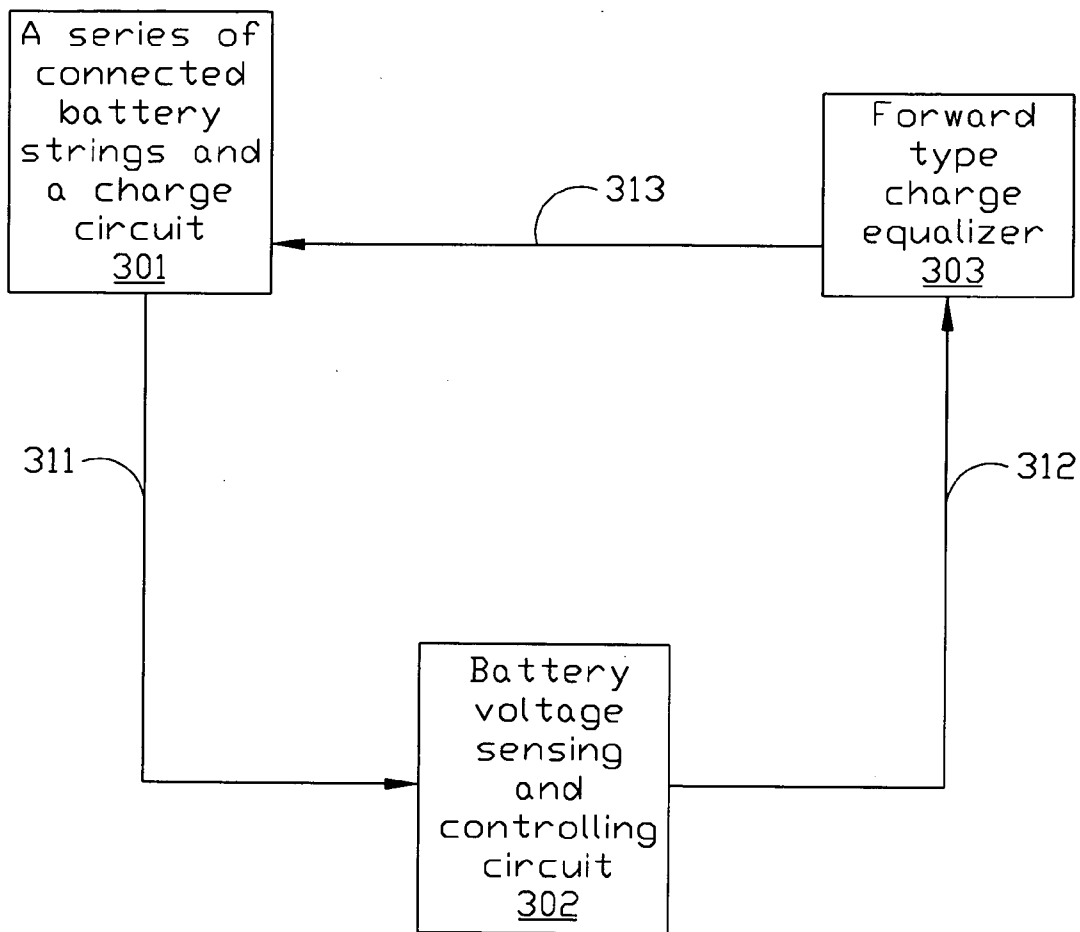 A series of
connected
battery
strings and
a charge
circuit
301
313
Forward
type
charge
equalizer
303
311
312
Battery
voltage
sensing
and
controlling
circuit
302